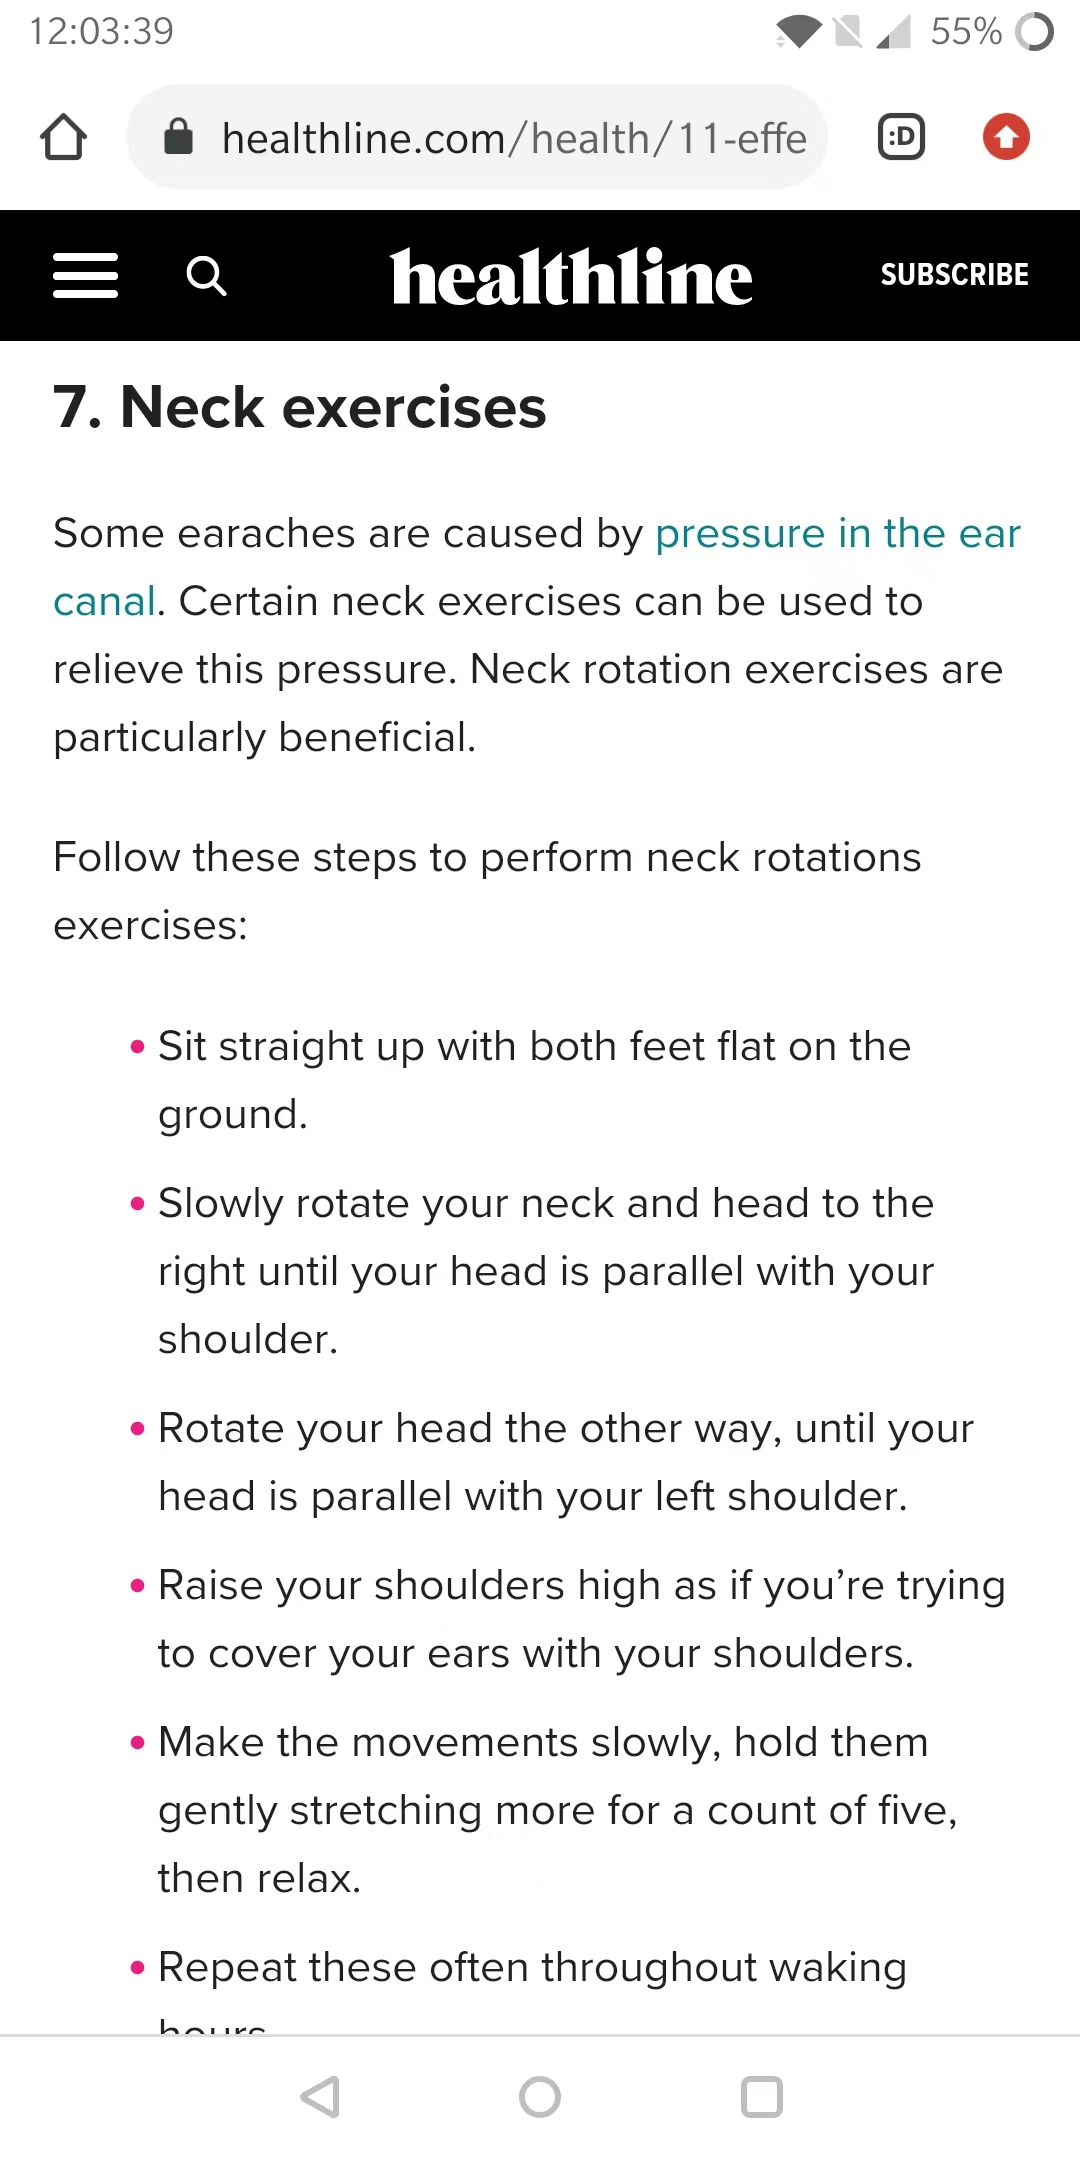 12:03:39
55%
healthline.com/health/11-effe
:D
healthline
SUBSCRIBE
7. Neck exercises
Some earaches are caused by pressure in the ear
canal. Certain neck exercises can be used to
relieve this pressure. Neck rotation exercises are
particularly beneficial.
Follow these steps to perform neck rotations
exercises:
• Sit straight up with both feet flat on the
ground.
• Slowly rotate your neck and head to the
right until your head is parallel with your
shoulder.
• Rotate your head the other way, until your
head is parallel with your left shoulder.
• Raise your shoulders high as if you’re trying
to cover your ears with your shoulders.
• Make the movements slowly, hold them
gently stretching more for a count of five,
then relax.
• Repeat these often throughout waking
hours